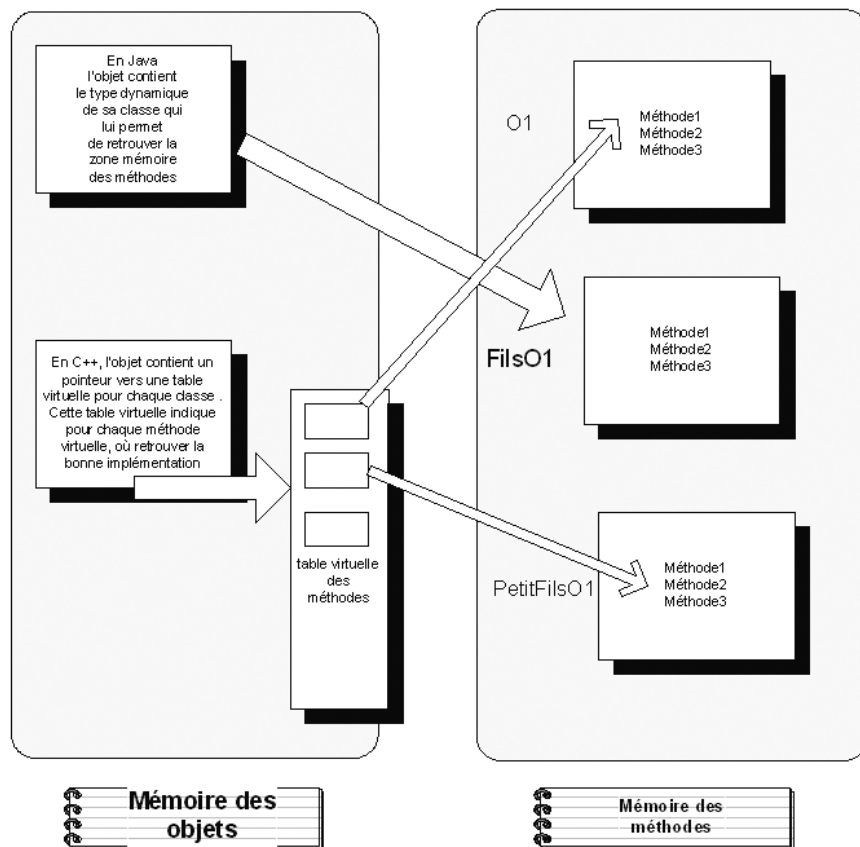 En Java
l'objet contient
le type dynamique
de sa classe qui
lui permet
de retrouver la
zone mémoire
des méthodes
En C++, l'objet contient un
pointeur vers une table
virtuelle pour chaque classe .
Cette table virtuelle indique
pour chaque méthode
virtuelle, où retrouver la
bonne implémentation
table virtuelle
des
méthodes
O1
Méthode1
Méthode2
Méthode3
FilsO1
Méthode1
Méthode2
Méthode3
PetitFilsO1
Méthode1
Méthode2
Méthode3
Mémoire des
objets
Mémoire des
méthodes